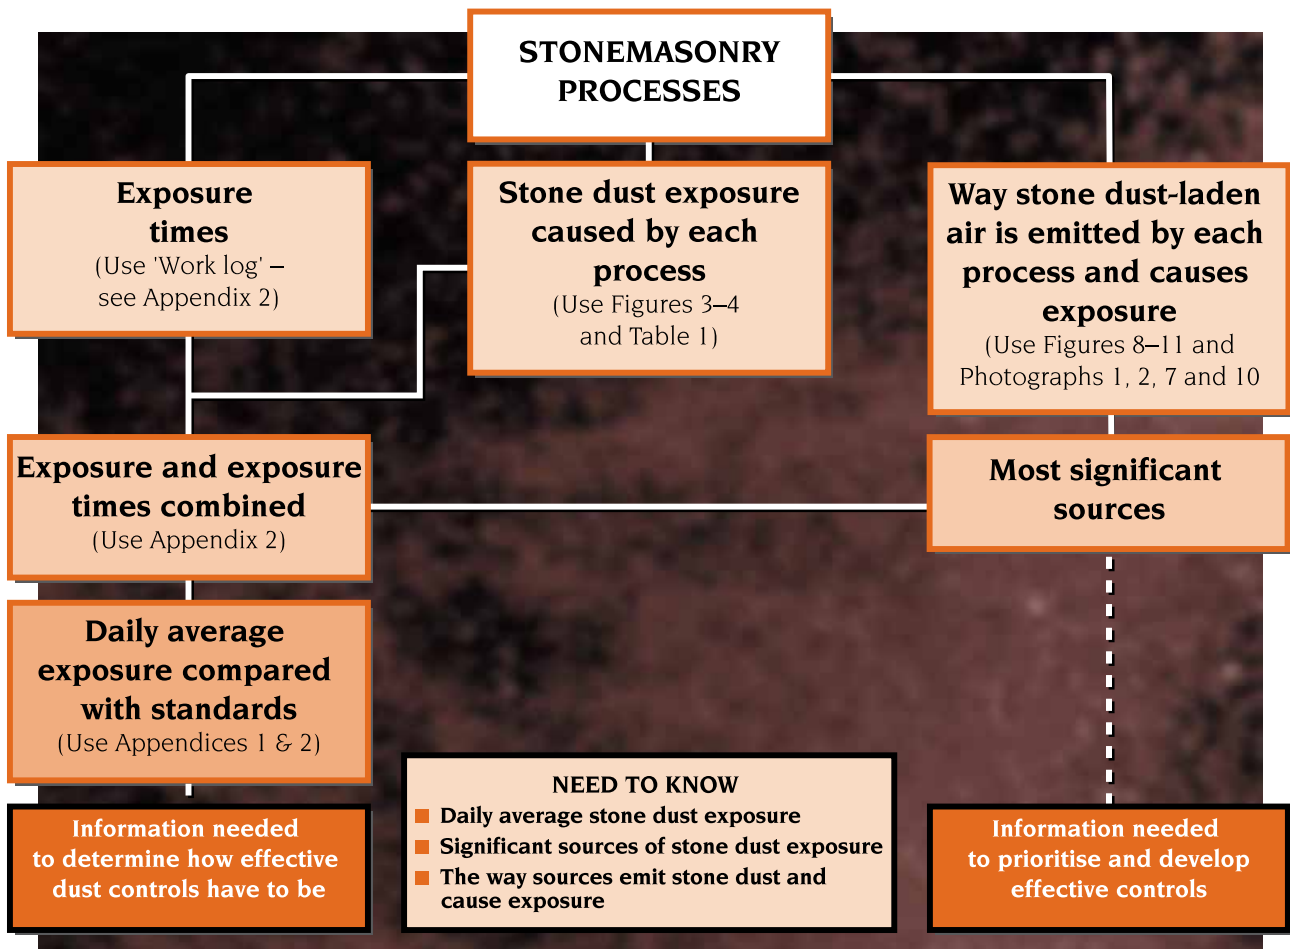 STONEMASONRY
PROCESSES
Exposure
times
(Use 'Work log' –
see Appendix 2)
Stone dust exposure
caused by each
process
(Use Figures 3–4
and Table 1)
Way stone dust-laden
air is emitted by each
process and causes
exposure
(Use Figures 8–11 and
Photographs 1, 2, 7 and 10
Exposure and exposure
times combined
(Use Appendix 2)
Most significant
sources
Daily average
exposure compared
with standards
(Use Appendices 1 & 2)
Information needed
to determine how effective
dust controls have to be
NEED TO KNOW
Daily average stone dust exposure
Significant sources of stone dust exposure
The way sources emit stone dust and
cause exposure
Information needed
to prioritise and develop
effective controls